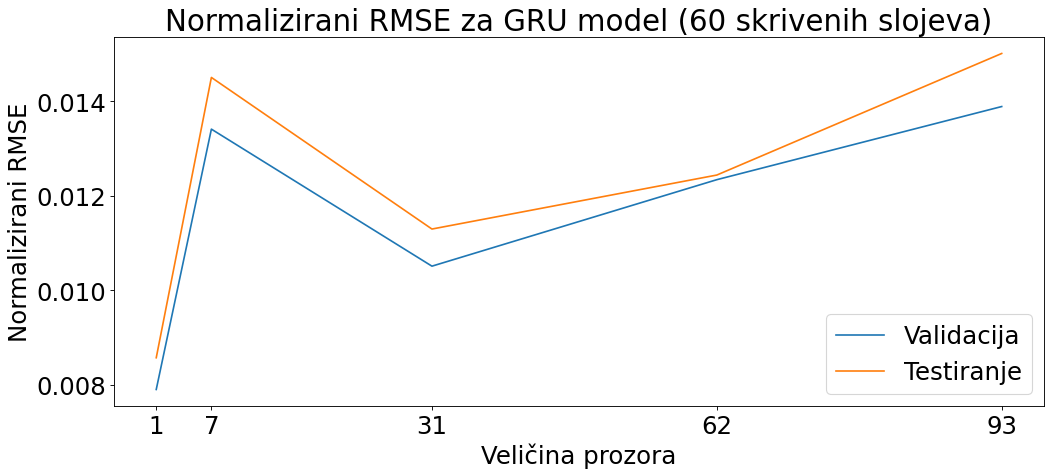 Normalizirani RMSE za GRU model (60 skrivenih slojeva)
Normalizirani RMSE
0.014
0.012
0.010
0.008
Validacija
Testiranje
1 7 31 62 93
Veličina prozora